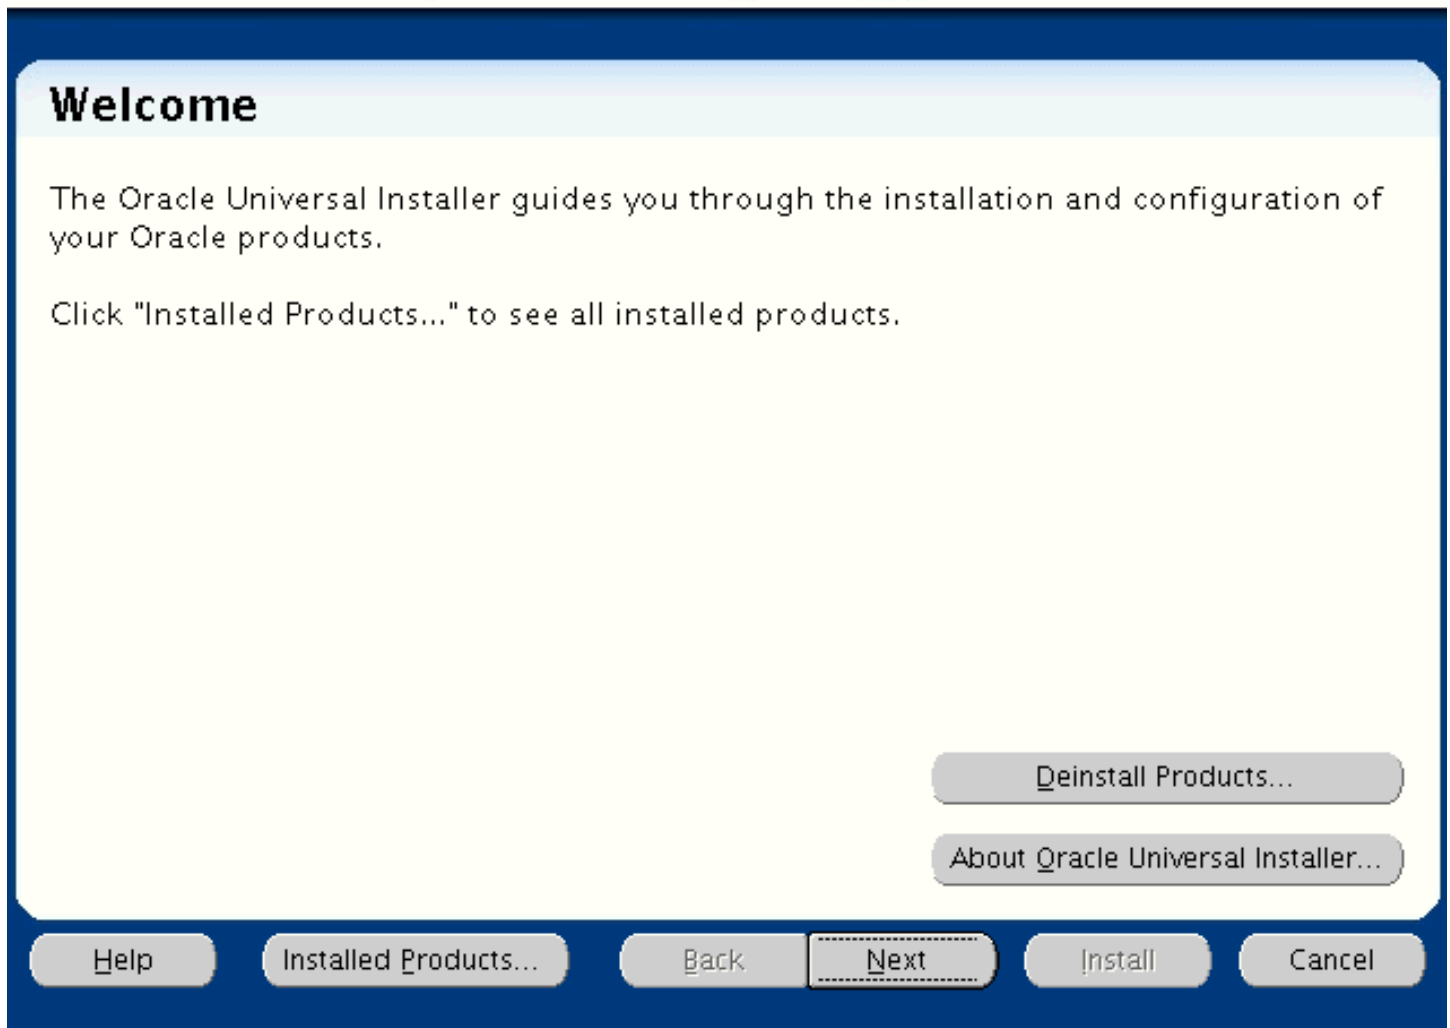 Welcome
The Oracle Universal Installer guides you through the installation and configuration of
your Oracle products.
Click "Installed Products..." to see all installed products.
Deinstall Products...
About Oracle Universal Installer...
Help
Installed Products...
Back
Next
Install
Cancel